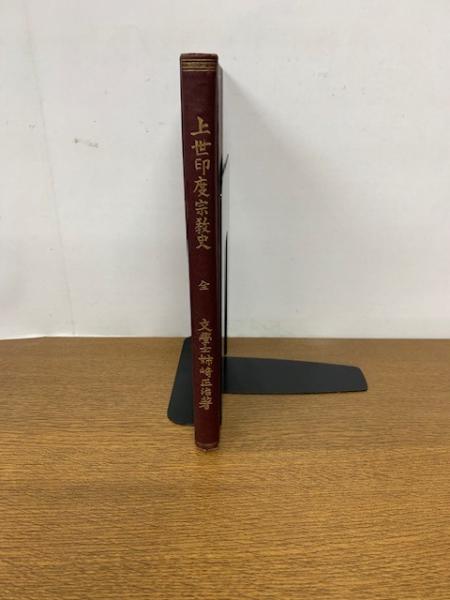 上世印度宗教史
全
文學士姉崎正治著